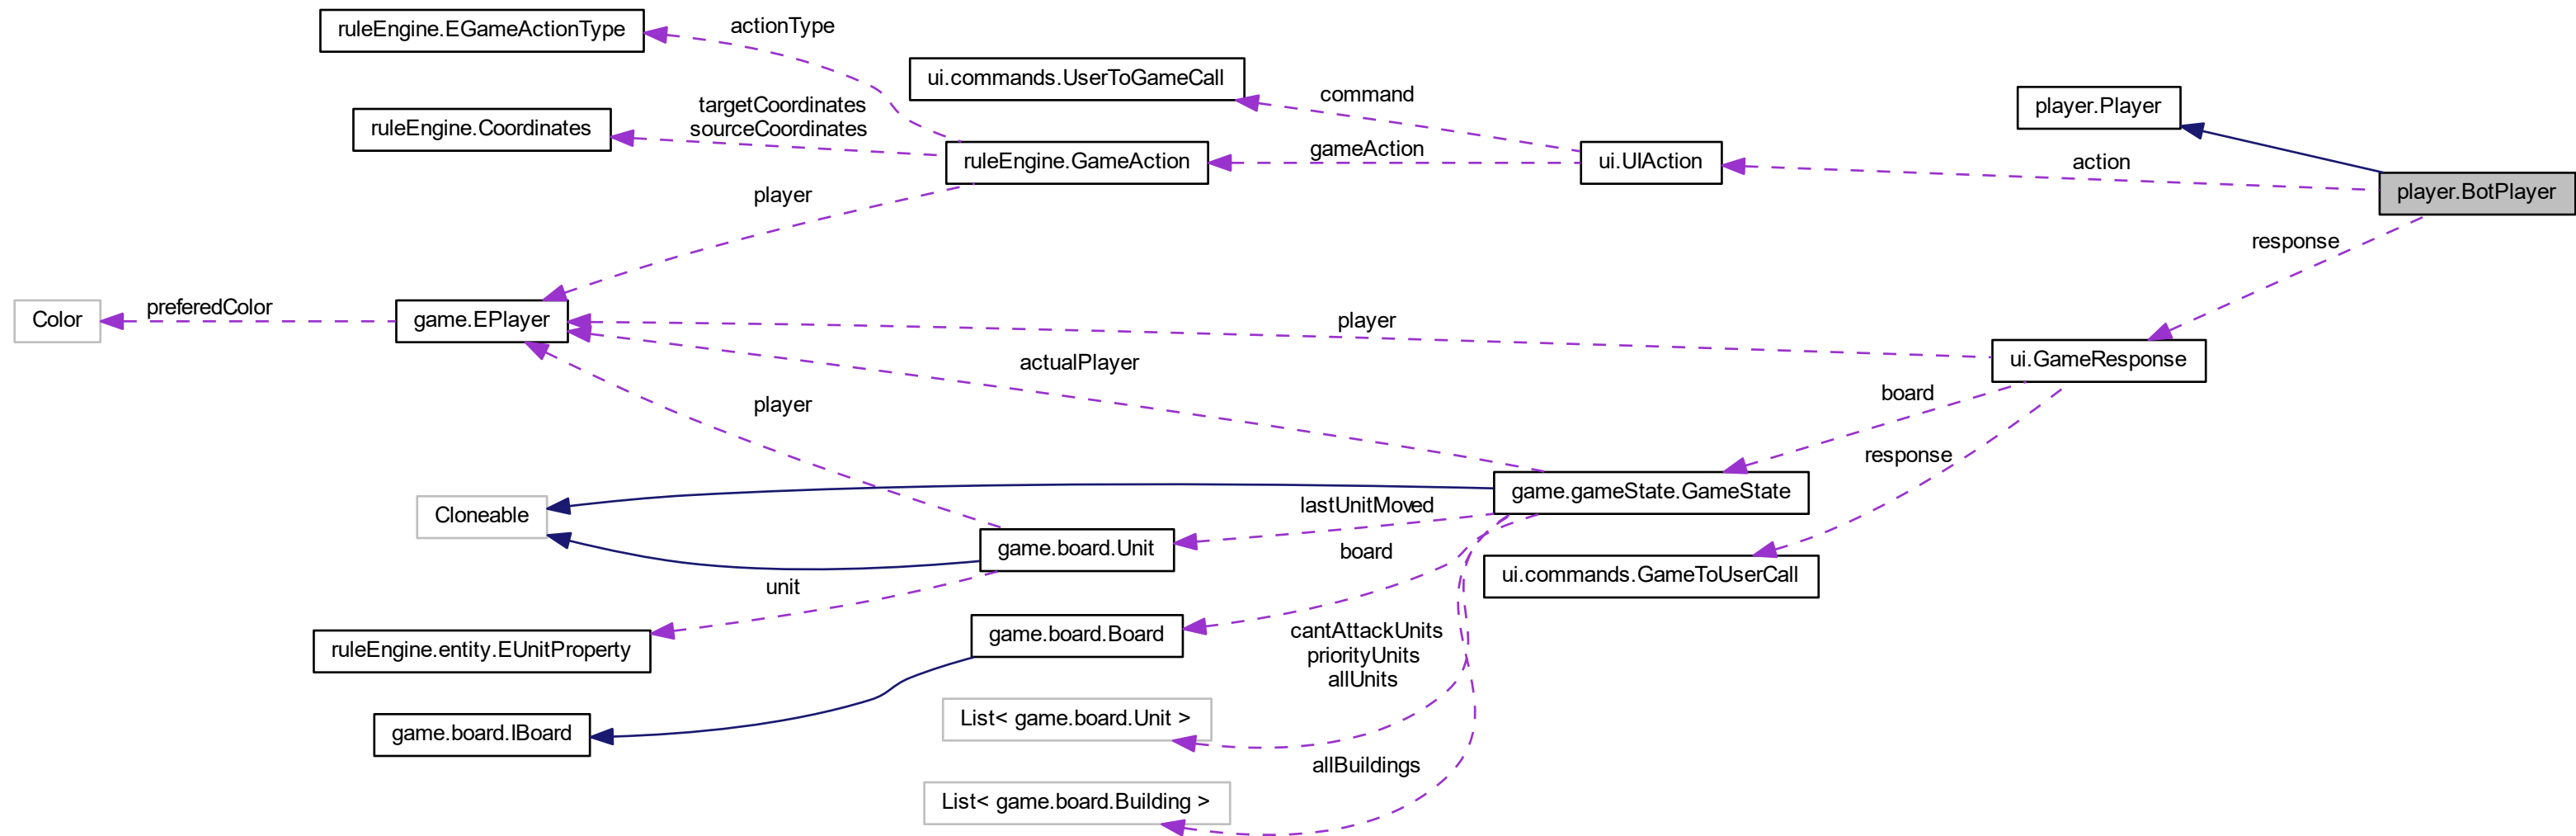 ruleEngine.EGameActionType
actionType
ui.commands.UserToGameCall
command
player.Player
targetCoordinates
sourceCoordinates
ruleEngine.Coordinates
ruleEngine.GameAction
gameAction
ui.UIAction
action
player.BotPlayer
player
response
Color
preferedColor
game.EPlayer
player
ui.GameResponse
actualPlayer
board
player
response
Cloneable
game.gameState.GameState
lastUnitMoved
game.board.Unit
board
unit
ui.commands.GameToUserCall
ruleEngine.entity.EUnitProperty
game.board.Board
cantAttackUnits
priorityUnits
allUnits
game.board.IBoard
List< game.board.Unit >
allBuildings
List< game.board.Building >